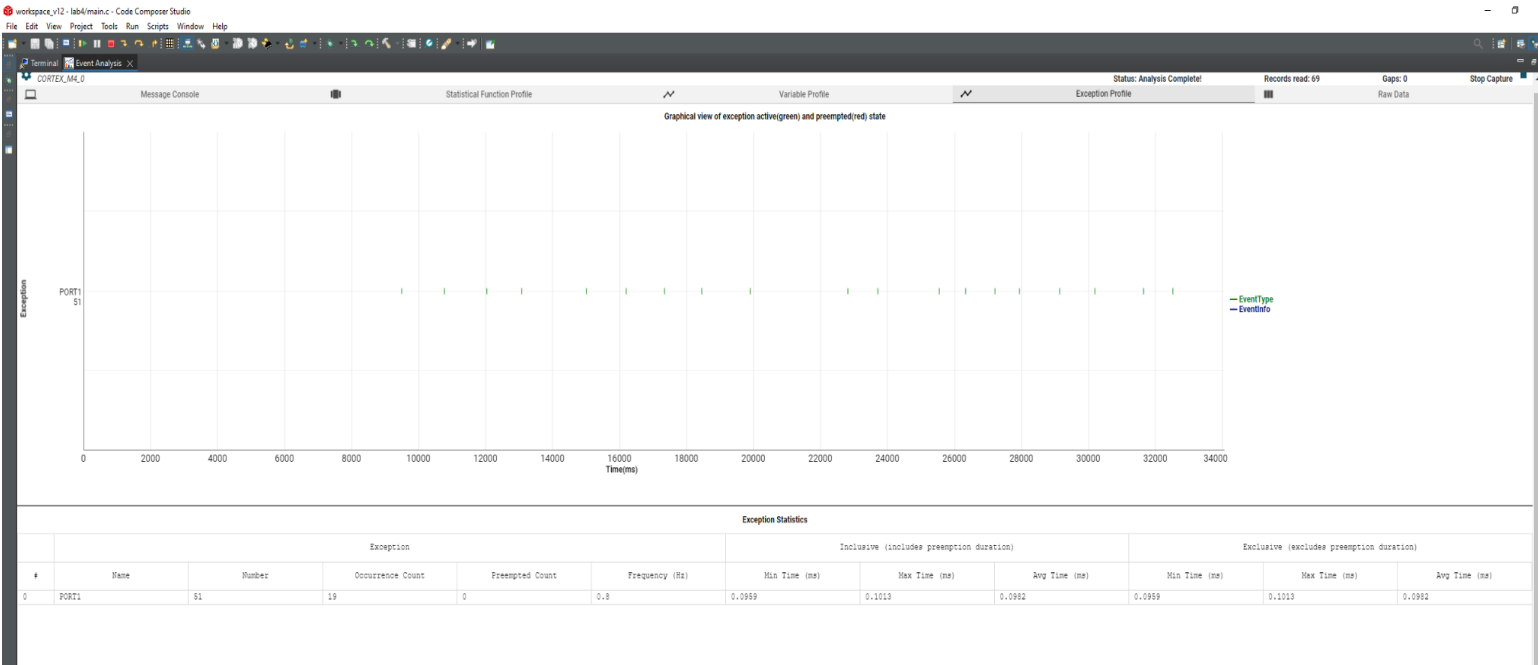 workspace_v12 - lab4/main.c - Code Composer Studio
File Edit View Project Tools Run Scripts Window Help
Terminal Event Analysis
CORTEX_M4_0 Status: Analysis Complete! Records read: 69 Gaps: 0 Stop Capture
Message Console Statistical Function Profile Variable Profile Exception Profile Raw Data
Graphical view of exception active(green) and preempted(red) state
Exception
PORT1
51
EventType
EventInfo
0 2000 4000 6000 8000 10000 12000 14000 16000 18000 20000 22000 24000 26000 28000 30000 32000 34000
Time(ms)
Exception Statistics
Exception Inclusive (includes preemption duration) Exclusive (excludes preemption duration)
# Name Number Occurrence Count Preempted Count Frequency (Hz) Min Time (ms) Max Time (ms) Avg Time (ms) Min Time (ms) Max Time (ms) Avg Time (ms)
0 PORT1 51 19 0 0.8 0.0959 0.1013 0.0982 0.0959 0.1013 0.0982